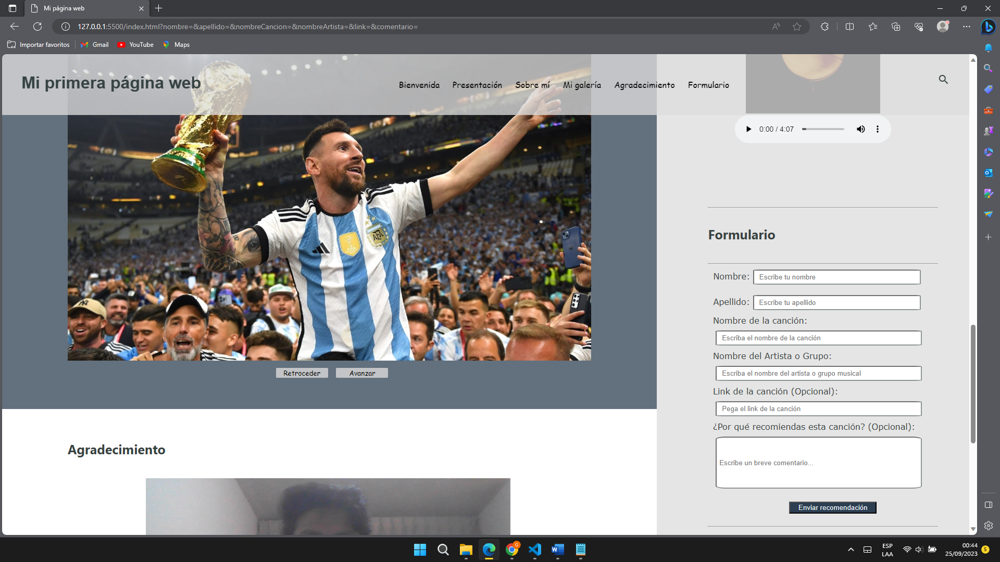 Mi página web
127.0.0.1:5500/index.html?nombre=&apellido=&nombreCancion=&nombreArtista=&link=&comentario=
Importar favoritos
Gmail
YouTube
Maps
Mi primera página web
Bienvenida
Presentación
Sobre mí
Mi galería
Agradecimiento
Formulario
0:00 / 4:07
AFA
Retroceder
Avanzar
Agradecimiento
Formulario
Nombre: Escribe tu nombre
Apellido: Escribe tu apellido
Nombre de la canción:
Escriba el nombre de la canción
Nombre del Artista o Grupo:
Escriba el nombre del artista o grupo musical
Link de la canción (Opcional):
Pega el link de la canción
¿Por qué recomiendas esta canción? (Opcional):
Escribe un breve comentario...
Enviar recomendación
G
ESP
LAA
00:44
25/09/2023
5